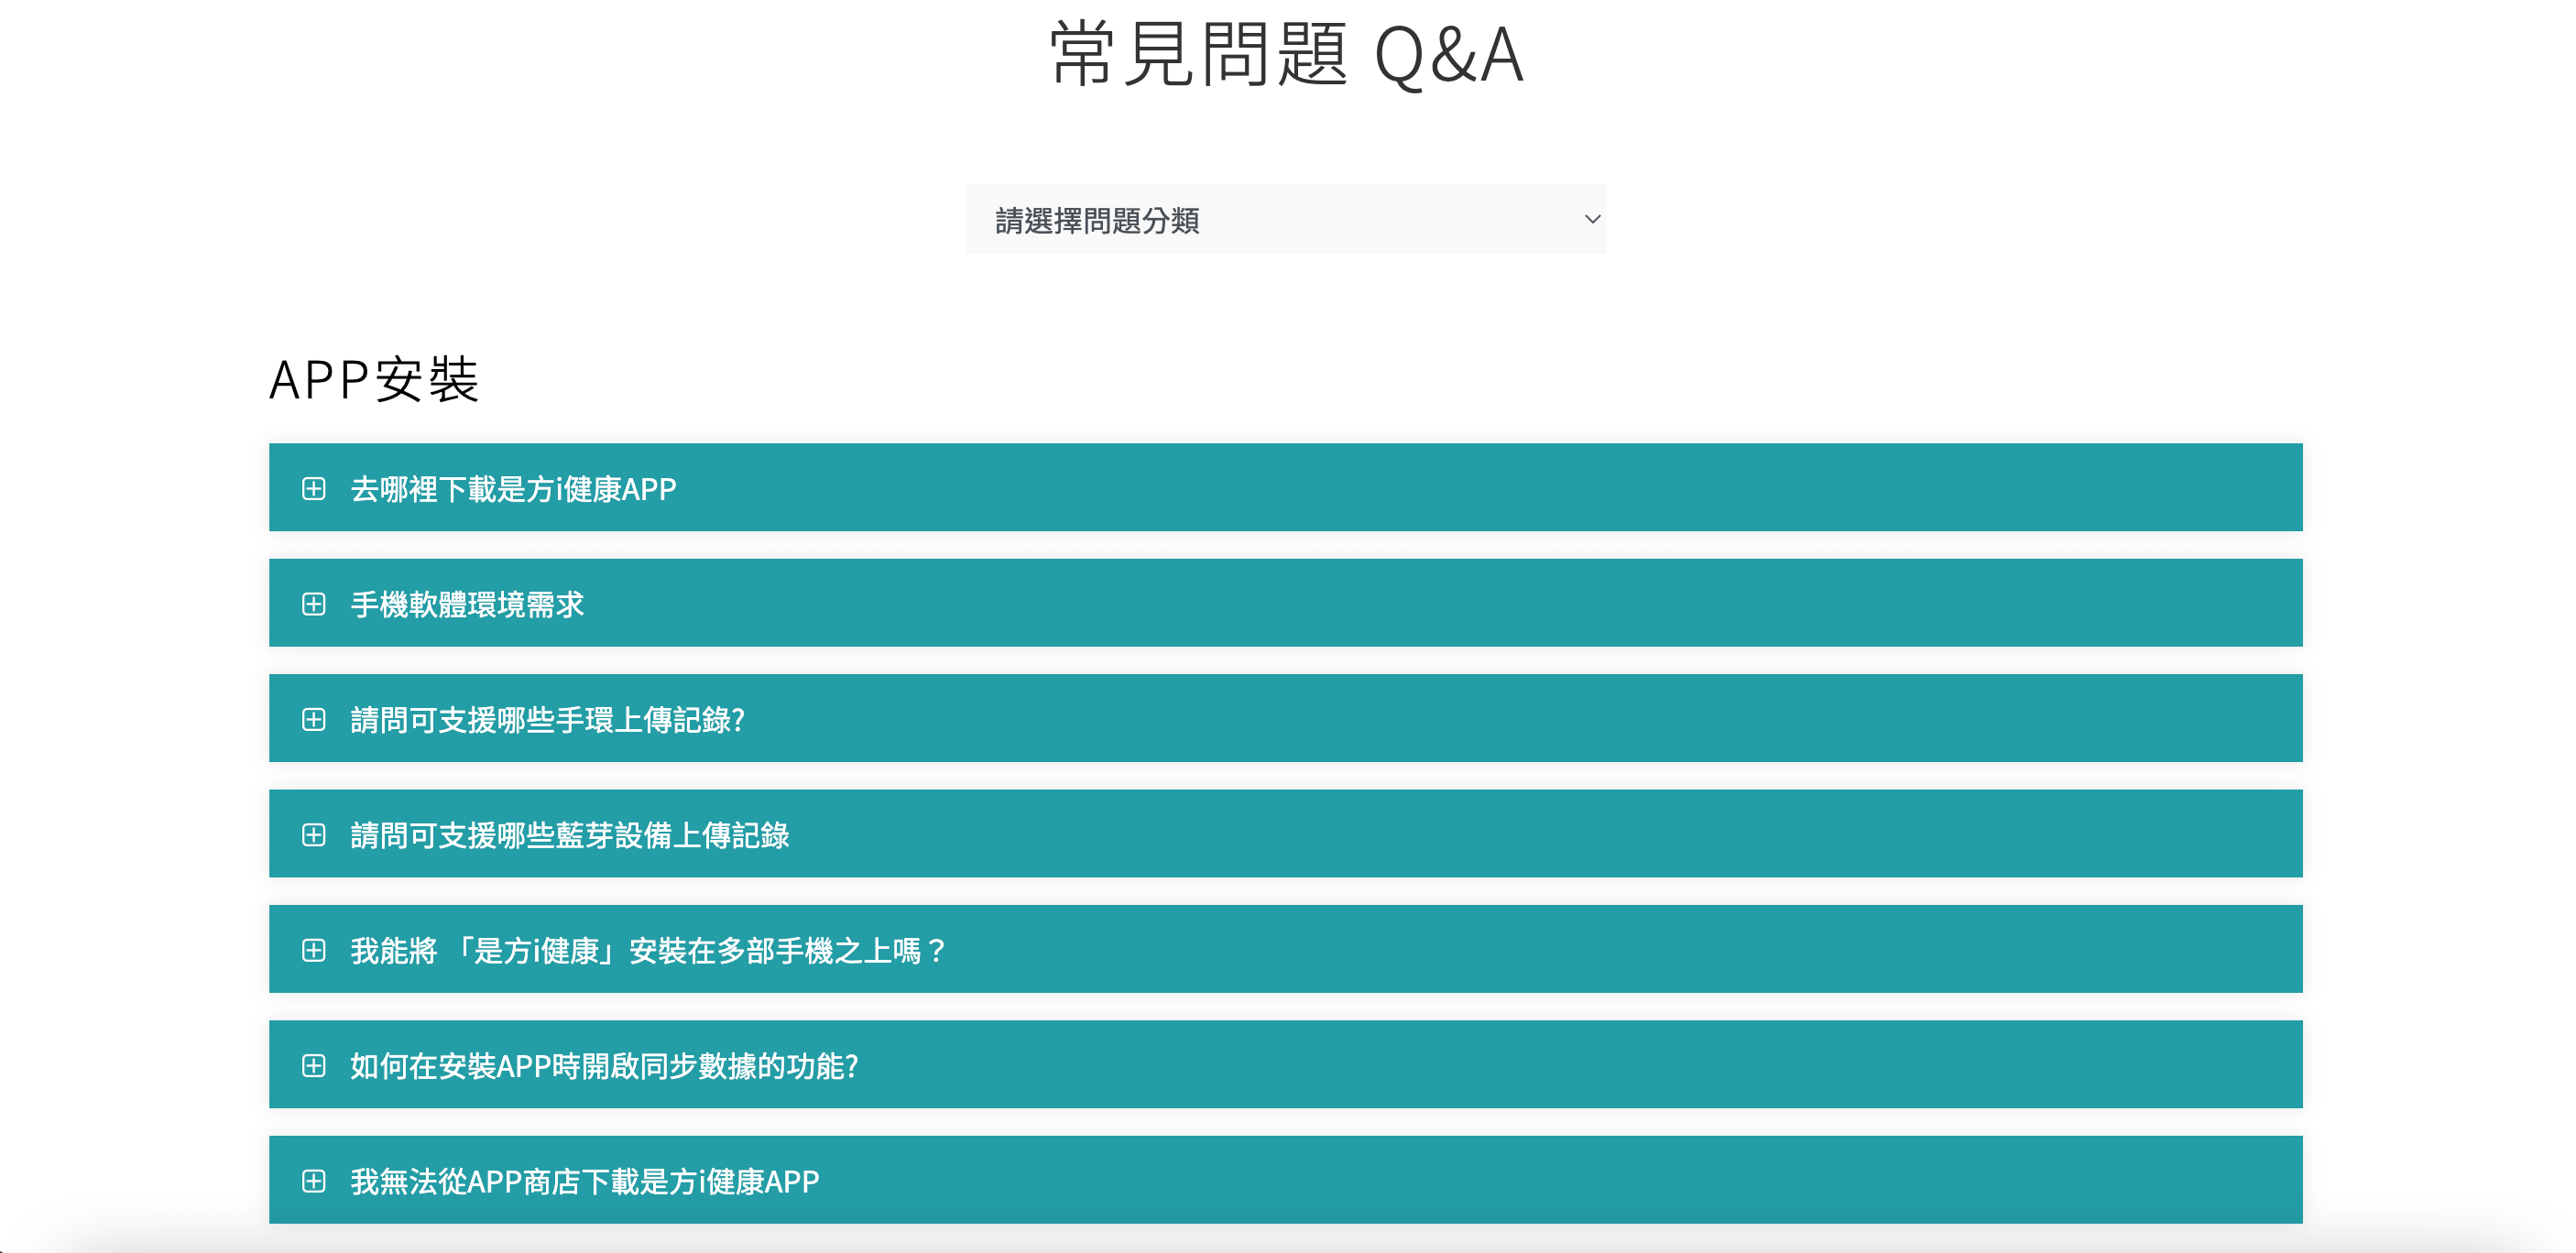 常見問題 Q&A
請選擇問題分類
APP安裝
去哪裡下載是方i健康APP
手機軟體環境需求
請問可支援哪些手環上傳記錄?
請問可支援哪些藍芽設備上傳記錄
我能將 「是方i健康」安裝在多部手機之上嗎？
如何在安裝APP時開啟同步數據的功能?
我無法從APP商店下載是方i健康APP